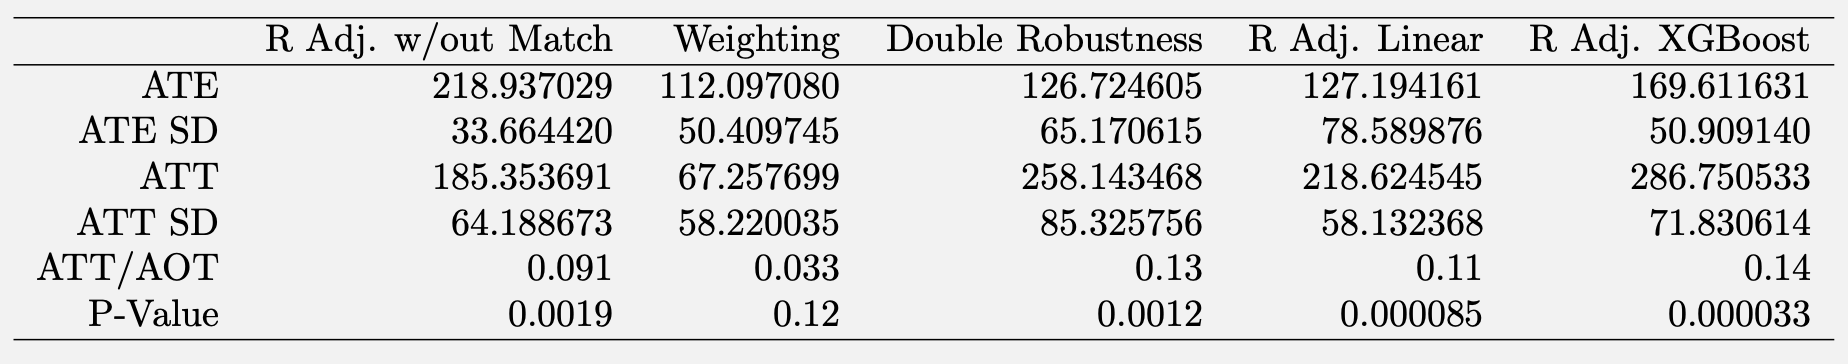 R Adj. w/out Match Weighting Double Robustness R Adj. Linear R Adj. XGBoost
ATE 218.937029 112.097080 126.724605 127.194161 169.611631
ATE SD 33.664420 50.409745 65.170615 78.589876 50.909140
ATT 185.353691 67.257699 258.143468 218.624545 286.750533
ATT SD 64.188673 58.220035 85.325756 58.132368 71.830614
ATT/AOT 0.091 0.033 0.13 0.11 0.14
P-Value 0.0019 0.12 0.0012 0.000085 0.000033